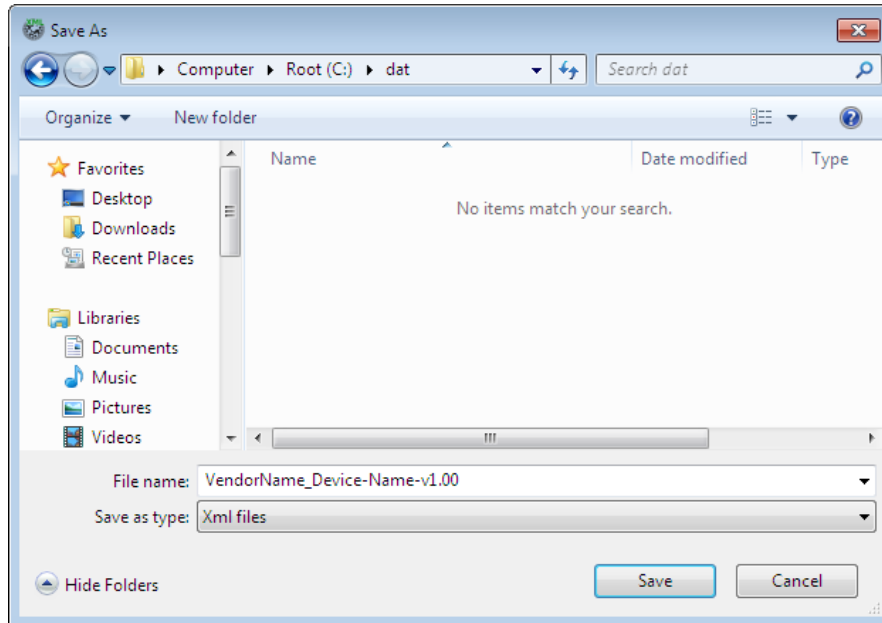 Save As
Computer Root (C:) dat Search dat
Organize New folder
Name Date modified Type
No items match your search.
Favorites
Desktop
Downloads
Recent Places
Libraries
Documents
Music
Pictures
Videos
File name: VendorName_Device-Name-v1.00
Save as type: Xml files
Hide Folders Save Cancel